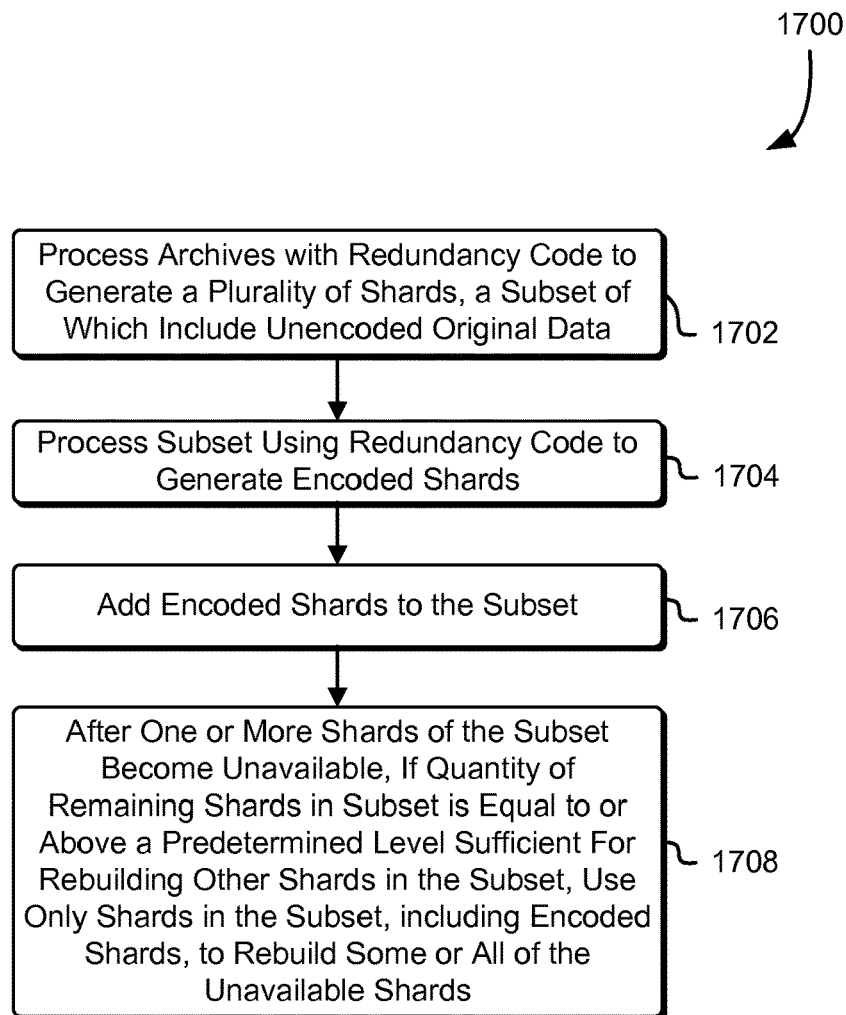 1700
Process Archives with Redundancy Code to
Generate a Plurality of Shards, a Subset of
Which Include Unencoded Original Data
1702
Process Subset Using Redundancy Code to
Generate Encoded Shards
1704
Add Encoded Shards to the Subset
1706
After One or More Shards of the Subset
Become Unavailable, If Quantity of
Remaining Shards in Subset is Equal to or
Above a Predetermined Level Sufficient For
Rebuilding Other Shards in the Subset, Use
Only Shards in the Subset, including Encoded
Shards, to Rebuild Some or All of the
Unavailable Shards
1708